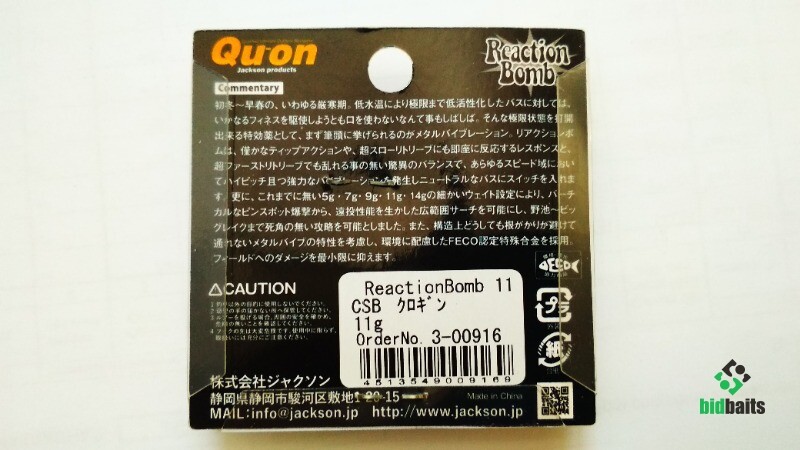 Qu-on
Jackson products
Reaction
Bomb
Commentary
初冬〜早春の、いわゆる厳寒期。低水温により極限まで低活性化したバスに対しては、
いかなるフィネスを駆使しようとも口を使わないなんて事もしばしば。そんな極限状態を打開
出来る特効薬として、まず筆頭に挙げられるのがメタルバイブレーション。リアクションボ
ムは、僅かなティップアクションや、超スローリトリーブにも即座に反応するレスポンスと、
超ファーストリトリーブでも乱れる事の無い驚異のバランスで、あらゆるスピード域におい
てハイピッチ且つ強力なバイブレーションを発生しニュートラルなバスにスイッチを入れま
す。更に、これまでに無い5g・7g・9g・11g・14gの細かいウェイト設定により、バーチ
カルなピンスポット爆撃から、遠投性能を生かした広範囲サーチを可能にし、野池〜ビッ
グレイクまで死角の無い攻略を可能としました。また、構造上どうしても根がかりが避けて
通れないメタルバイブの特性を考慮し、環境に配慮したFECO認定特殊合金を採用。
フィールドへのダメージを最小限に抑えます。
⚠CAUTION
ReactionBomb 11
CSB クロギン
11g
OrderNo. 3-00916
4513549009169
プラ
紙
株式会社ジャクソン
静岡県静岡市駿河区敷地1-20-15
Made in China
MAIL:info@jackson.jp http://www.jackson.jp
bidbaits